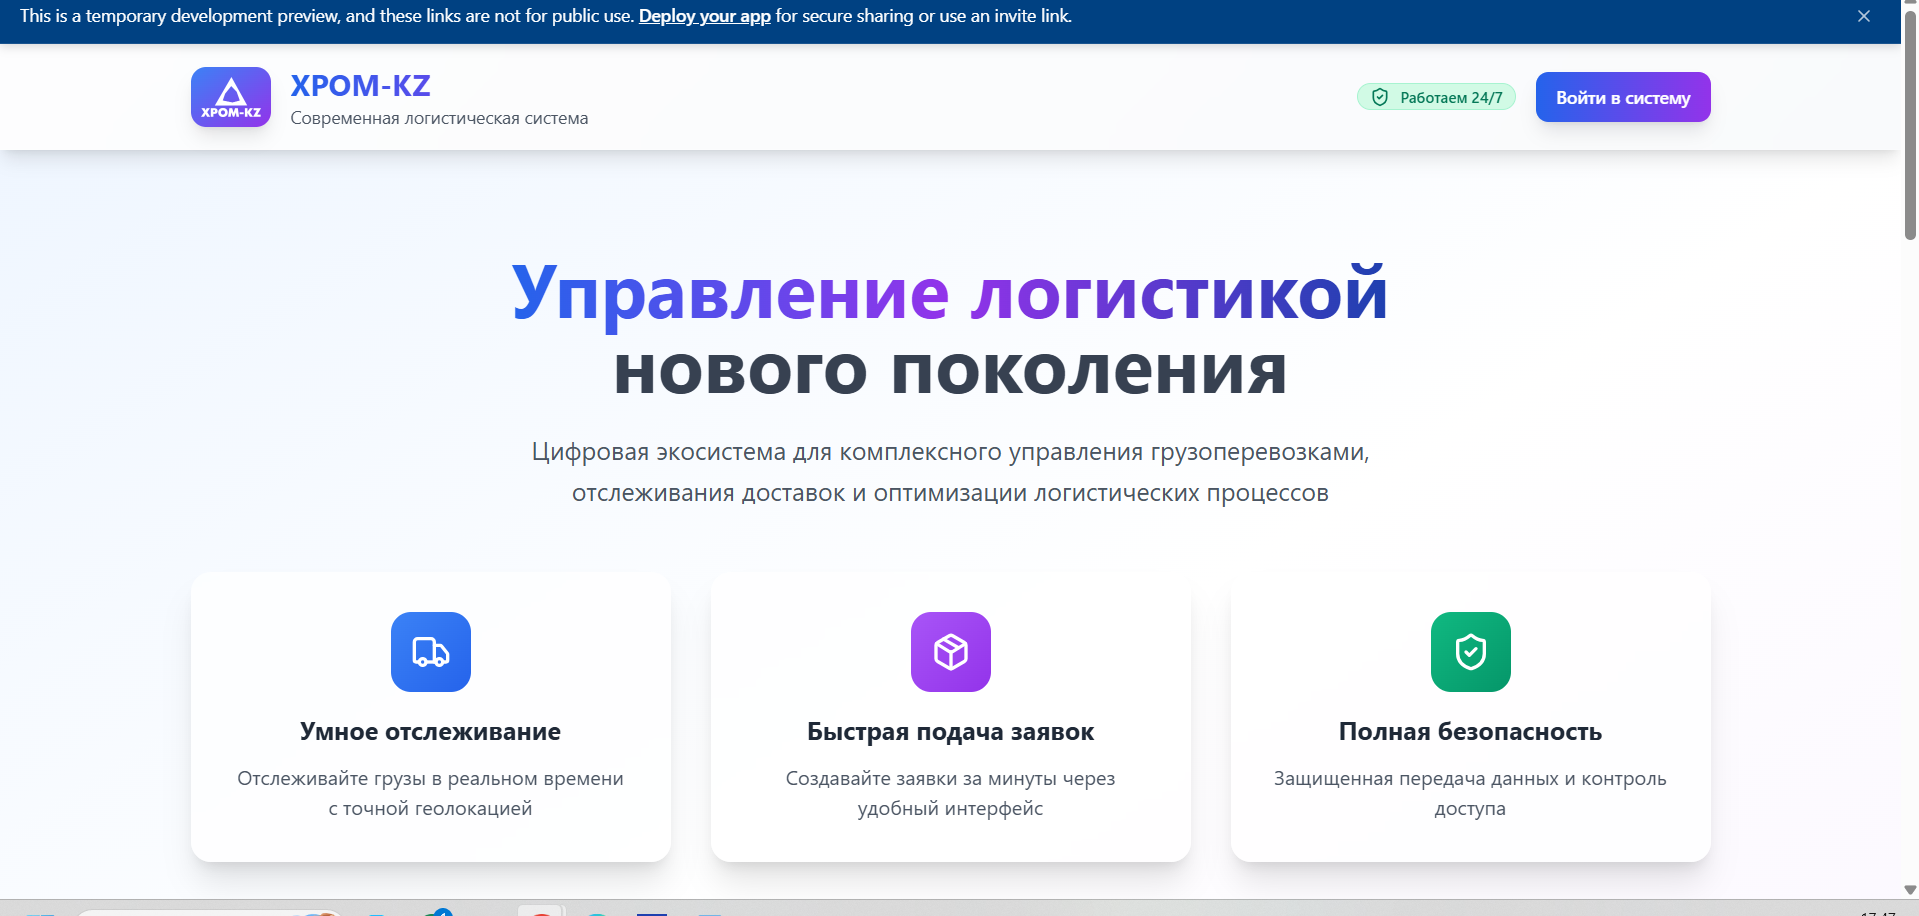 This is a temporary development preview, and these links are not for public use. Deploy your app for secure sharing or use an invite link.
ХРОМ-KZ
ХРОМ-KZ
Современная логистическая система
Работаем 24/7
Войти в систему
Управление логистикой
нового поколения
Цифровая экосистема для комплексного управления грузоперевозками,
отслеживания доставок и оптимизации логистических процессов
Умное отслеживание
Отслеживайте грузы в реальном времени
с точной геолокацией
Быстрая подача заявок
Создавайте заявки за минуты через
удобный интерфейс
Полная безопасность
Защищенная передача данных и контроль
доступа